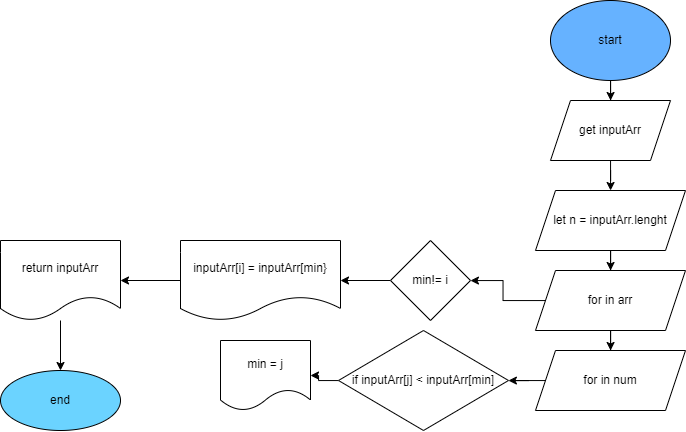 start
get inputArr
let n = inputArr.lenght
return inputArr
inputArr[i] = inputArr[min}
min!= i
for in arr
min = j
if inputArr[j] < inputArr[min]
for in num
end